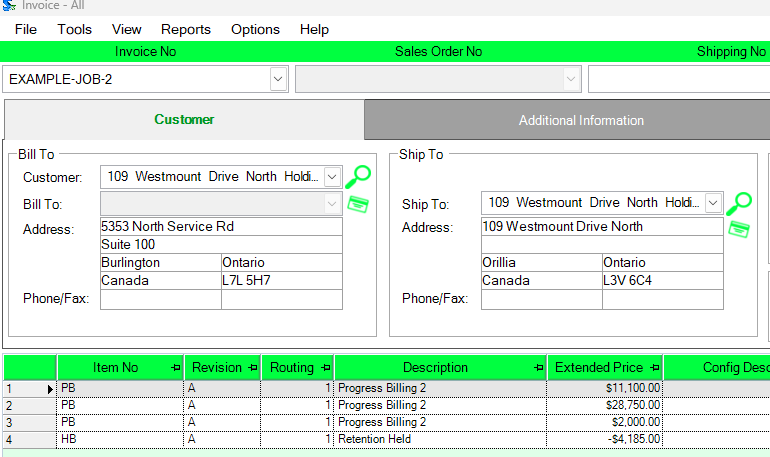 Invoice - All
File Tools View Reports Options Help
Invoice No Sales Order No Shipping No
EXAMPLE-JOB-2
Customer Additional Information
Bill To
Customer: 109 Westmount Drive North Holdi...
Bill To:
Address: 5353 North Service Rd
Suite 100
Burlington Ontario
Canada L7L 5H7
Phone/Fax:
Ship To
Ship To: 109 Westmount Drive North Holdi...
Address: 109 Westmount Drive North
Orillia Ontario
Canada L3V 6C4
Phone/Fax:
Item No Revision Routing Description Extended Price Config Desc
1 PB A 1 Progress Billing 2 $11,100.00
2 PB A 1 Progress Billing 2 $28,750.00
3 PB A 1 Progress Billing 2 $2,000.00
4 HB A 1 Retention Held -$4,185.00